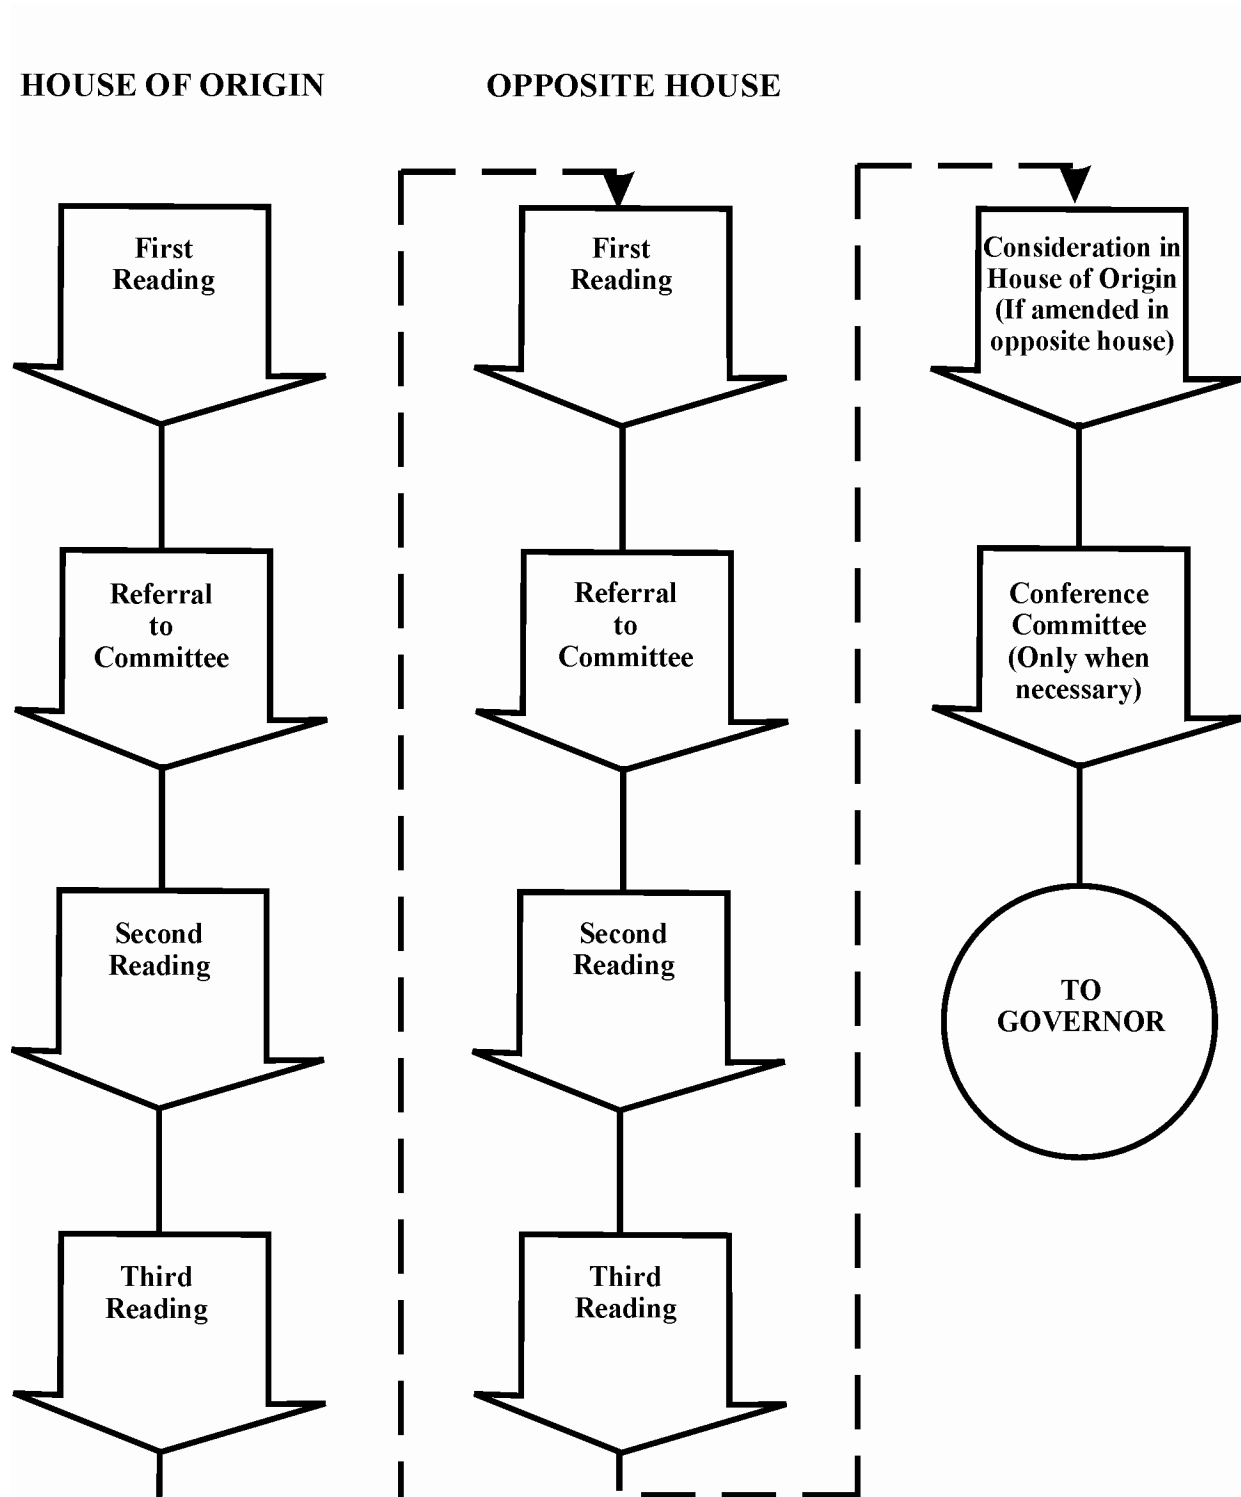 HOUSE OF ORIGIN
First
Reading
Referral
to
Committee
Second
Reading
Third
Reading
OPPOSITE HOUSE
First
Reading
Referral
to
Committee
Second
Reading
Third
Reading
Consideration in
House of Origin
(If amended in
opposite house)
Conference
Committee
(Only when
necessary)
TO
GOVERNOR